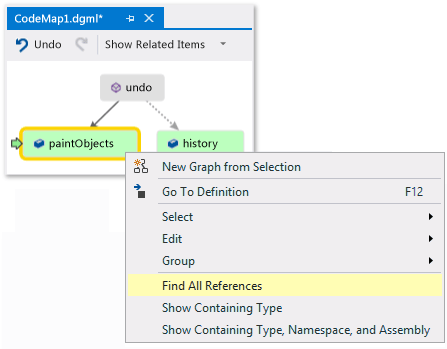 CodeMap1.dgml*
Undo
Show Related Items
undo
paintObjects
history
New Graph from Selection
Go To Definition F12
Select
Edit
Group
Find All References
Show Containing Type
Show Containing Type, Namespace, and Assembly